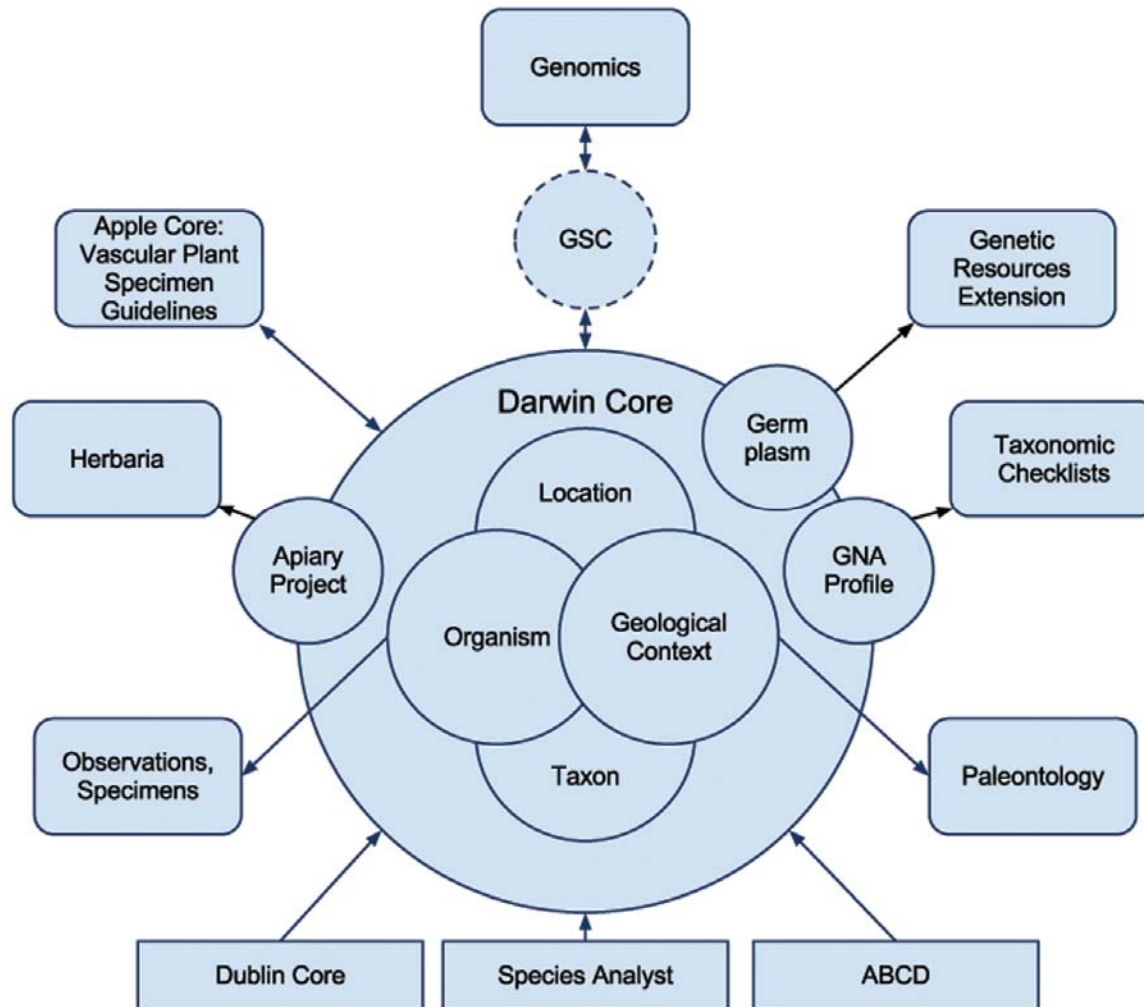 Genomics
GSC
Apple Core:
Vascular Plant
Specimen
Guidelines
Genetic
Resources
Extension
Darwin Core
Germ
plasm
Herbaria
Taxonomic
Checklists
Location
Apiary
Project
GNA
Profile
Organism
Geological
Context
Observations,
Specimens
Taxon
Paleontology
Dublin Core
Species Analyst
ABCD